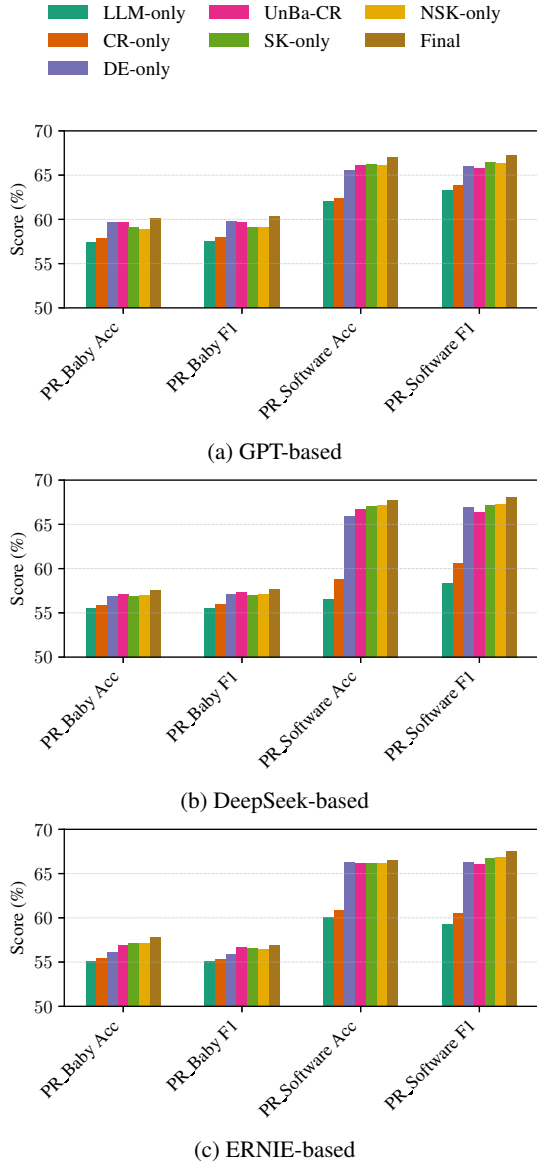 LLM-only UnBa-CR NSK-only
CR-only SK-only Final
DE-only
70
65
60
55
50
Score (%)
PR_Baby Acc
PR_Baby F1
PR_Software Acc
PR_Software F1
(a) GPT-based
70
65
60
55
50
Score (%)
PR_Baby Acc
PR_Baby F1
PR_Software Acc
PR_Software F1
(b) DeepSeek-based
70
65
60
55
50
Score (%)
PR_Baby Acc
PR_Baby F1
PR_Software Acc
PR_Software F1
(c) ERNIE-based